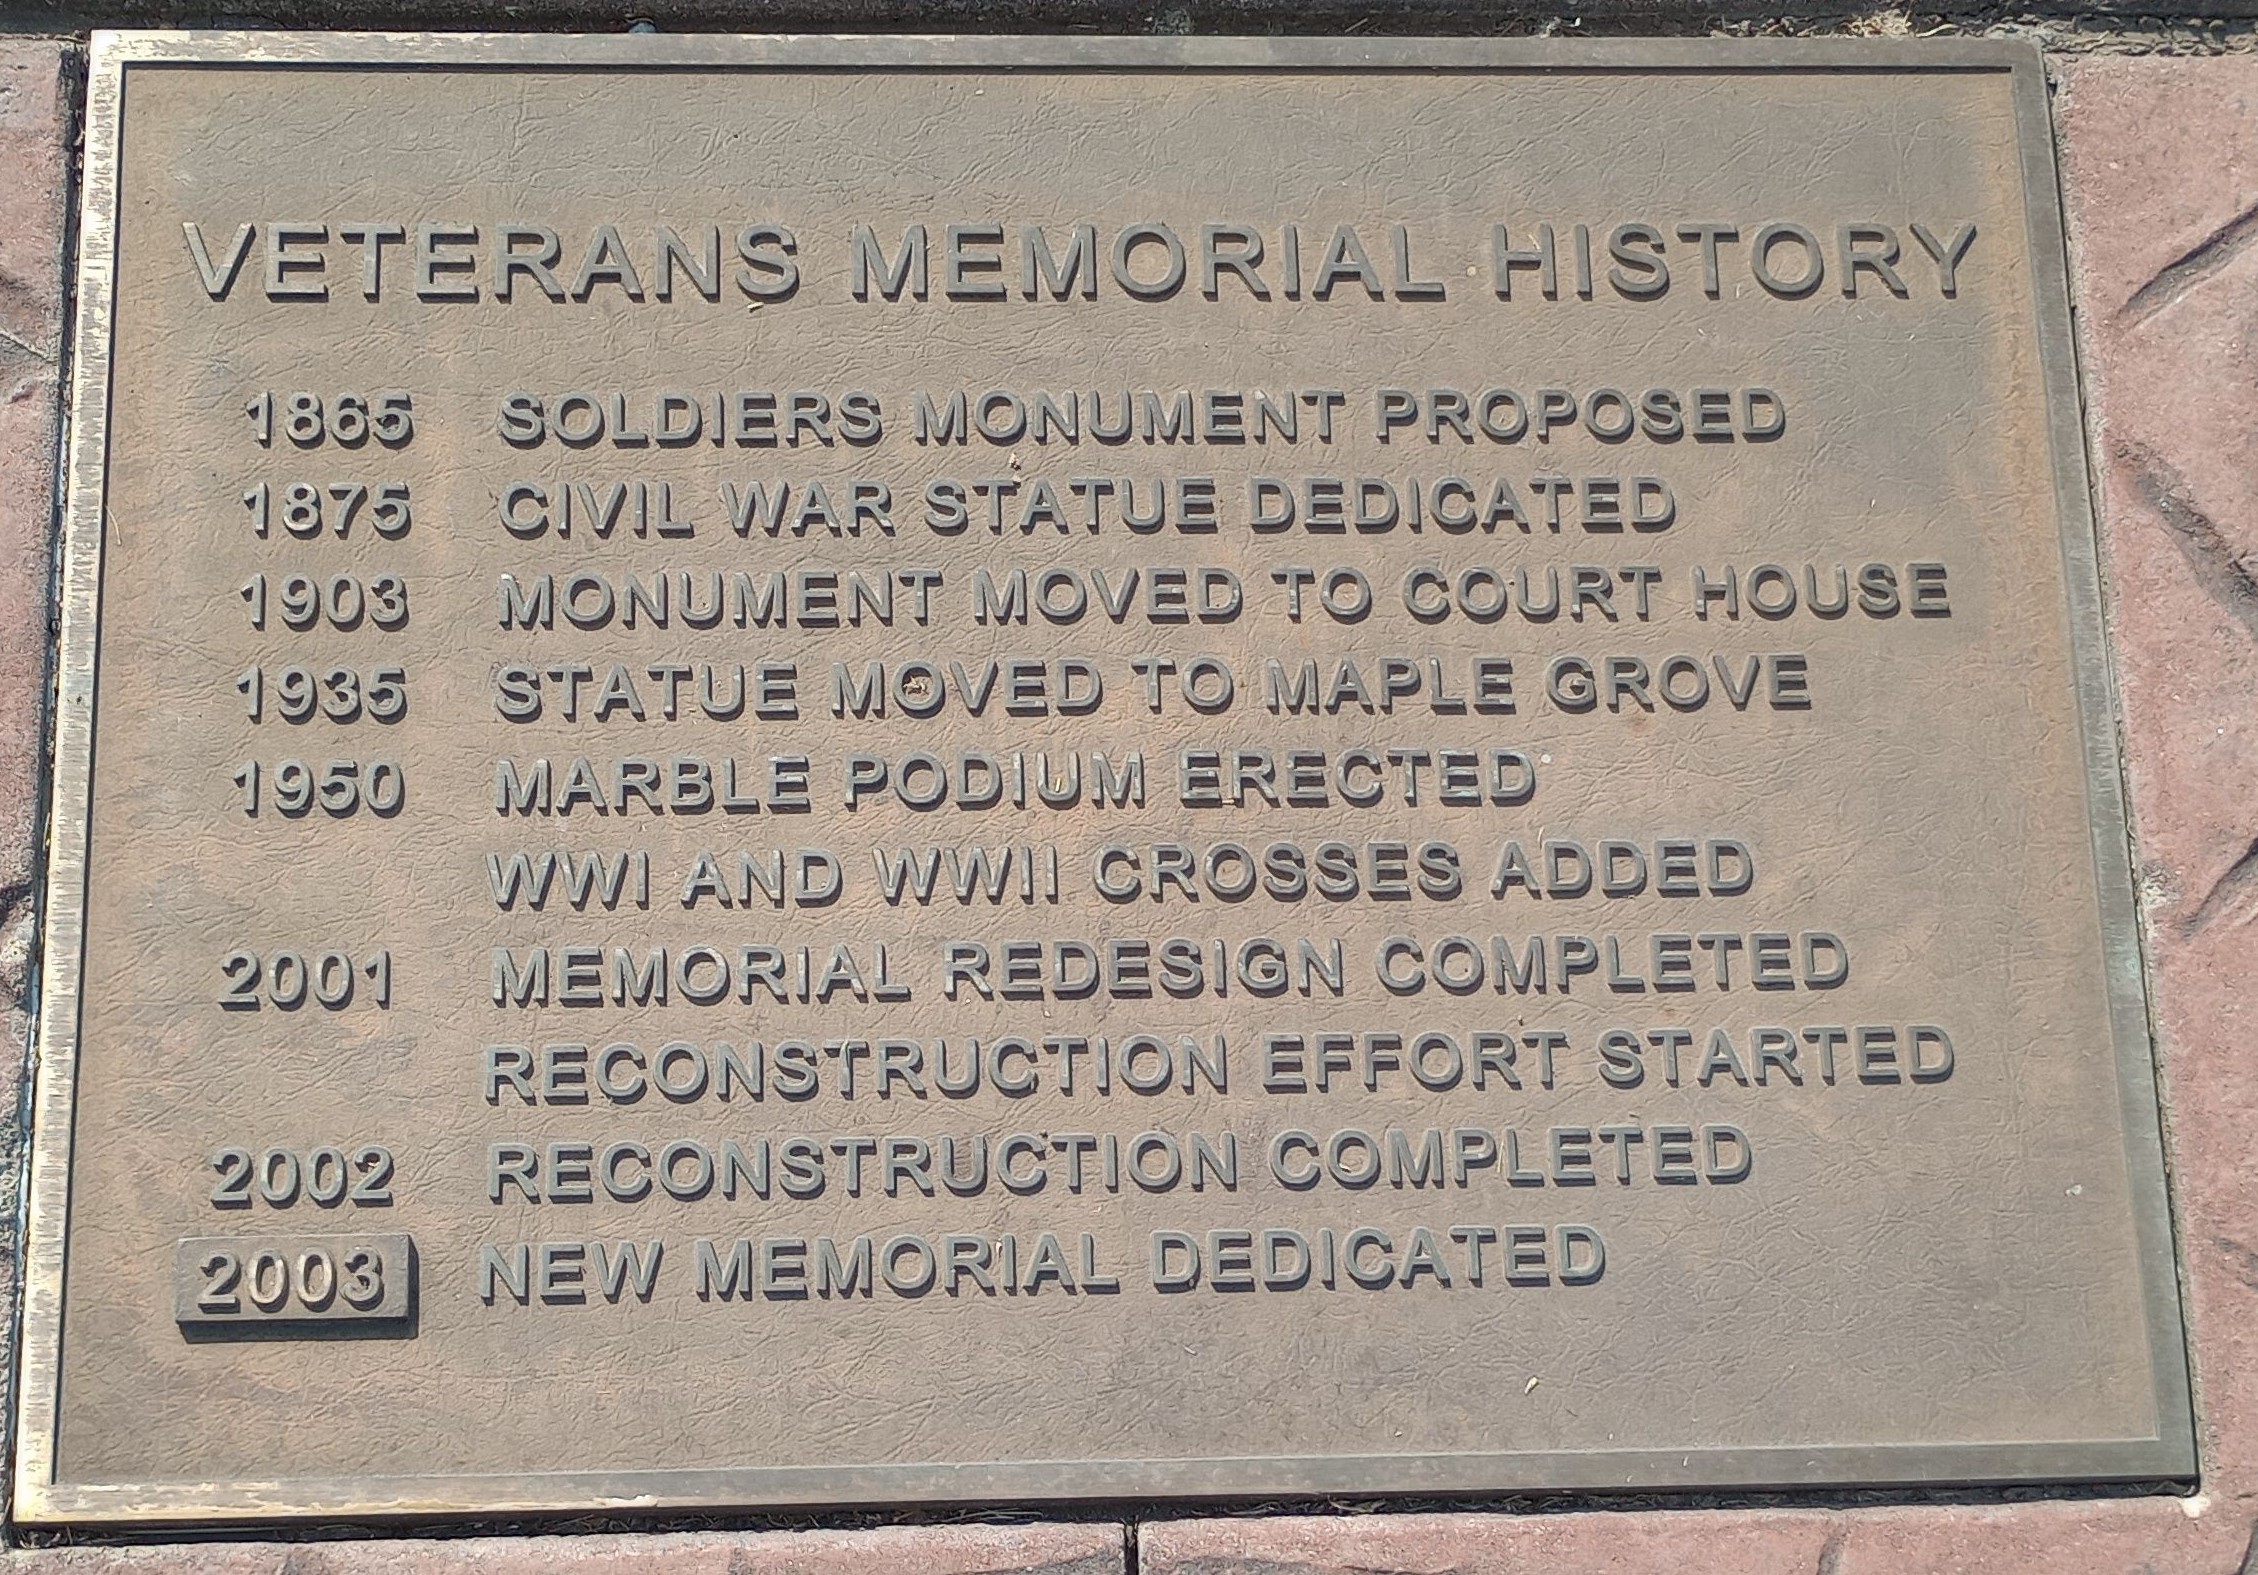 VETERANS MEMORIAL HISTORY
1865 SOLDIERS MONUMENT PROPOSED
1875 CIVIL WAR STATUE DEDICATED
1903 MONUMENT MOVED TO COURT HOUSE
1935 STATUE MOVED TO MAPLE GROVE
1950 MARBLE PODIUM ERECTED
WWI AND WWII CROSSES ADDED
2001 MEMORIAL REDESIGN COMPLETED
RECONSTRUCTION EFFORT STARTED
2002 RECONSTRUCTION COMPLETED
2003 NEW MEMORIAL DEDICATED